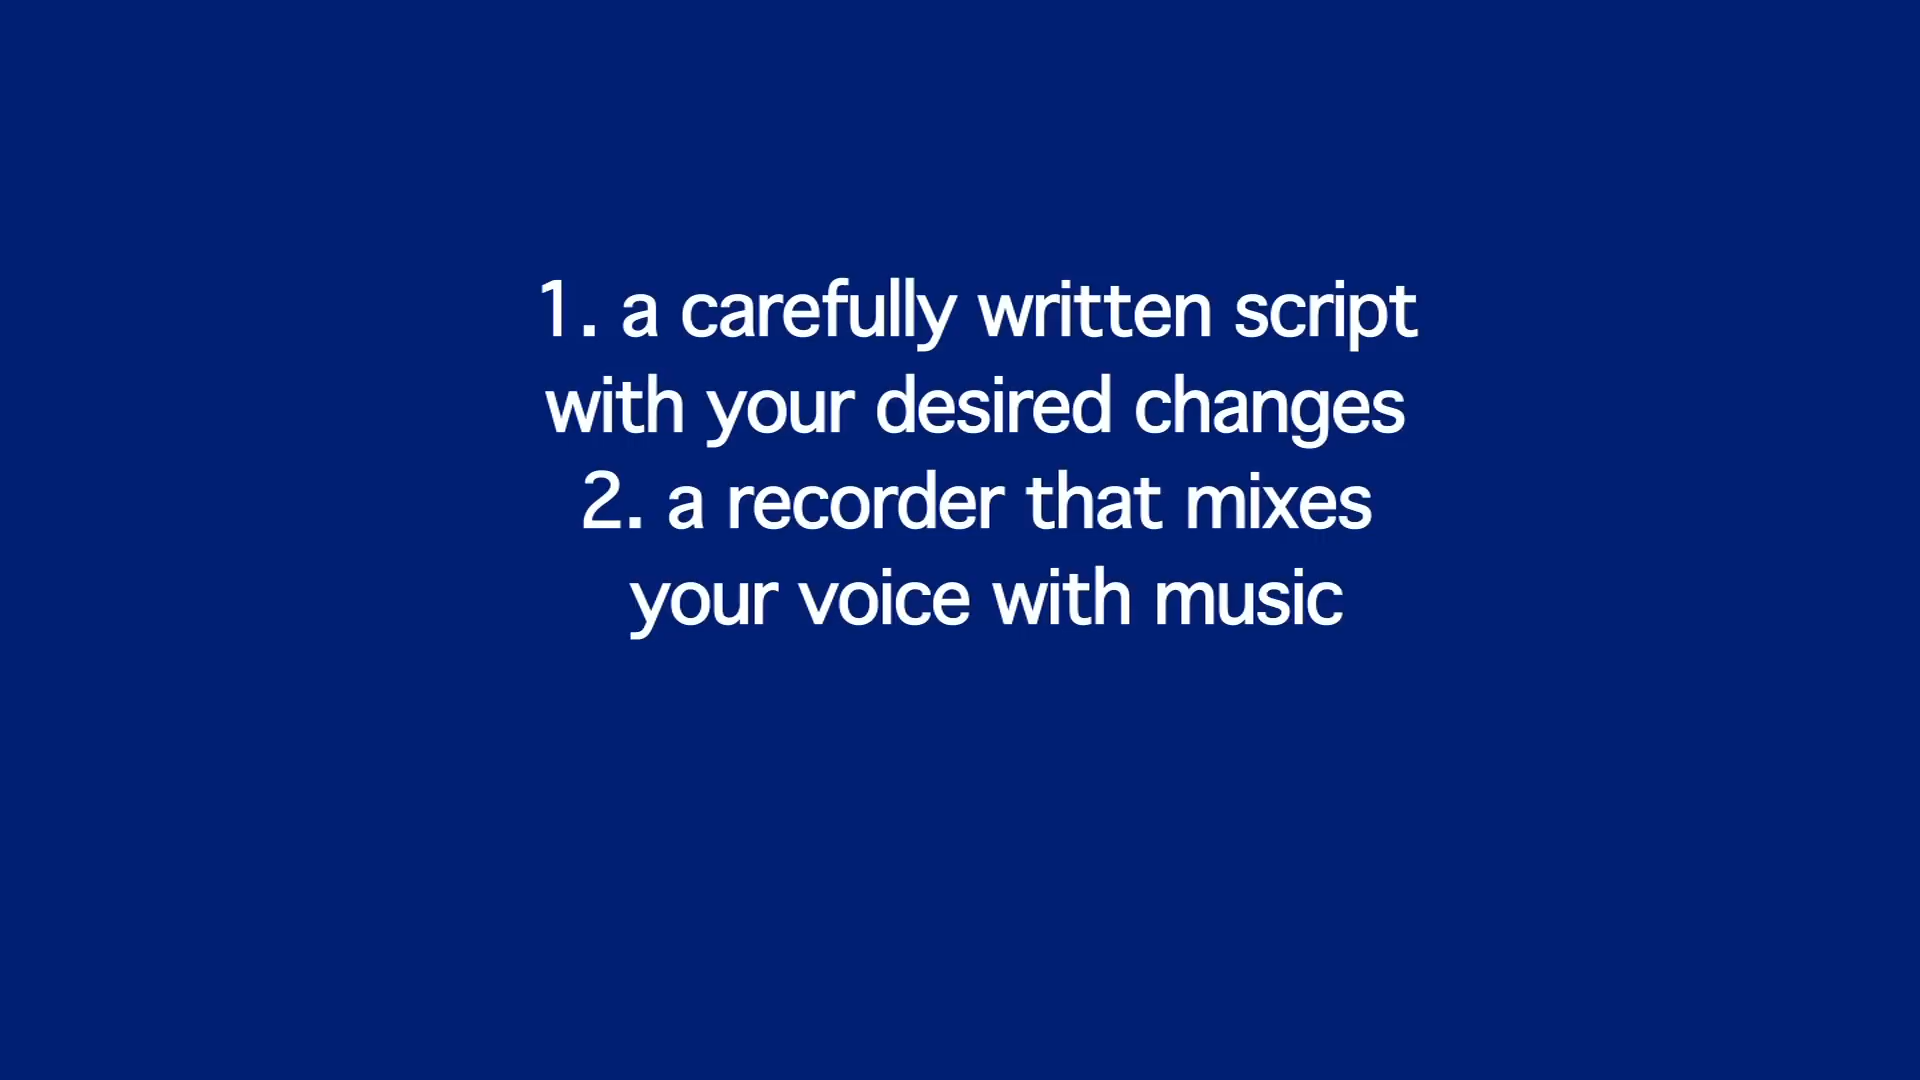 1. a carefully written script
with your desired changes
2. a recorder that mixes
your voice with music